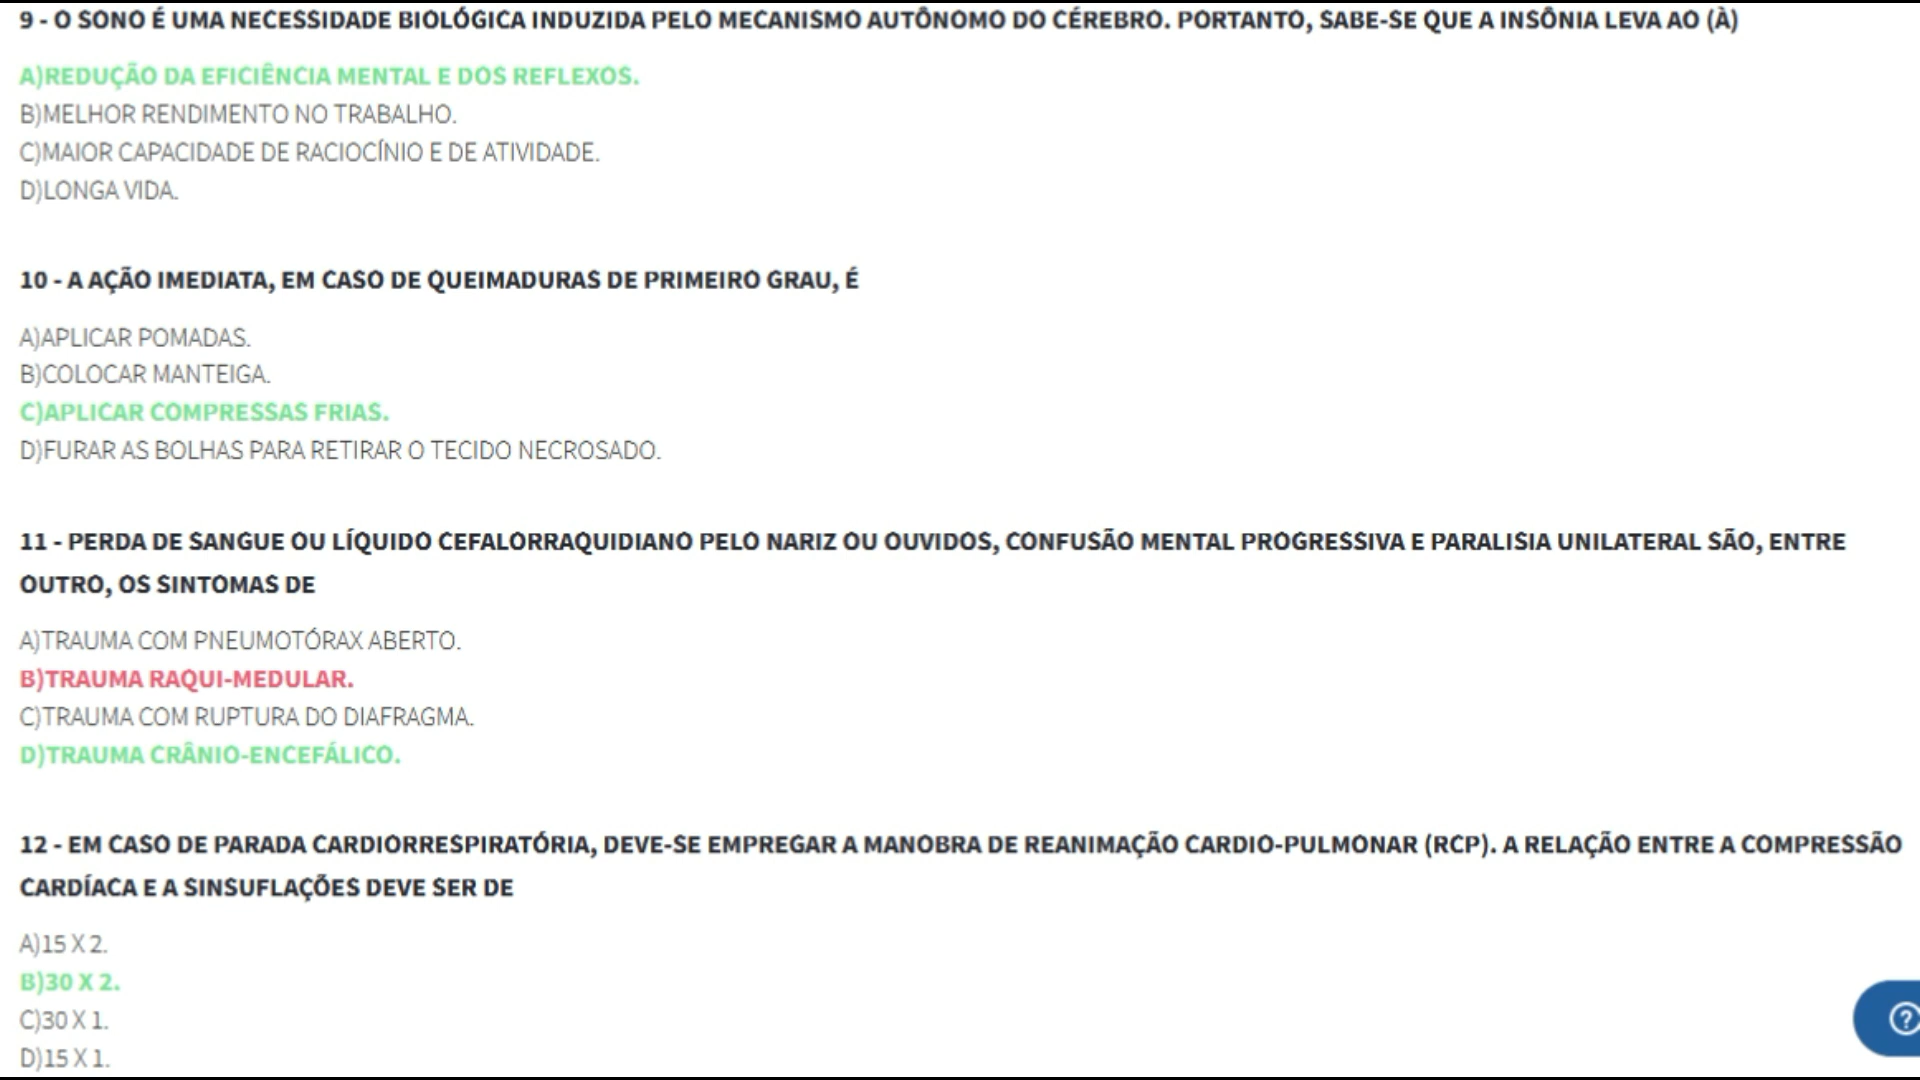 9 - O SONO É UMA NECESSIDADE BIOLÓGICA INDUZIDA PELO MECANISMO AUTÔNOMO DO CÉREBRO. PORTANTO, SABE-SE QUE A INSÔNIA LEVA AO (À)
A)REDUÇÃO DA EFICIÊNCIA MENTAL E DOS REFLEXOS.
B)MELHOR RENDIMENTO NO TRABALHO.
C)MAIOR CAPACIDADE DE RACIOCÍNIO E DE ATIVIDADE.
D)LONGA VIDA.
10 - A AÇÃO IMEDIATA, EM CASO DE QUEIMADURAS DE PRIMEIRO GRAU, É
A)APLICAR POMADAS.
B)COLOCAR MANTEIGA.
C)APLICAR COMPRESSAS FRIAS.
D)FURAR AS BOLHAS PARA RETIRAR O TECIDO NECROSADO.
11 - PERDA DE SANGUE OU LÍQUIDO CEFALORRAQUIDIANO PELO NARIZ OU OUVIDOS, CONFUSÃO MENTAL PROGRESSIVA E PARALISIA UNILATERAL SÃO, ENTRE
OUTRO, OS SINTOMAS DE
A)TRAUMA COM PNEUMOTÓRAX ABERTO.
B)TRAUMA RAQUI-MEDULAR.
C)TRAUMA COM RUPTURA DO DIAFRAGMA.
D)TRAUMA CRÂNIO-ENCEFÁLICO.
12 - EM CASO DE PARADA CARDIORRESPIRATÓRIA, DEVE-SE EMPREGAR A MANOBRA DE REANIMAÇÃO CARDIO-PULMONAR (RCP). A RELAÇÃO ENTRE A COMPRESSÃO
CARDÍACA E A SINSUFLAÇÕES DEVE SER DE
A)15 X 2.
B)30 X 2.
C)30 X 1.
D)15 X 1.
?